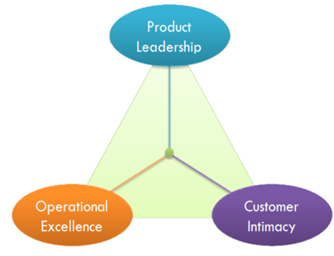 Product
Leadership
Operational
Excellence
Customer
Intimacy